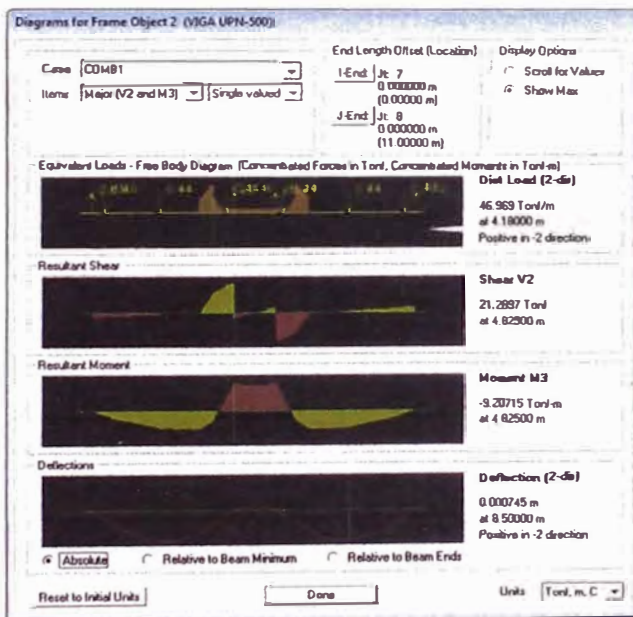 Diagrams for Frame Object 2 (VIGA UPN-500)
Case COMB1
Items Major (V2 and M3) Single valued
End Length Offset (Location)
I-End: Jt: 7
0.000000 m
(0.00000 m)
J-End: Jt: 8
0.000000 m
(11.00000 m)
Display Options
Scroll for Values
Show Max
Equivalent Loads - Free Body Diagram (Concentrated Forces in Tonf, Concentrated Moments in Tonf-m)
Dist Load (2-dir)
46.969 Tonf/m
at 4.18000 m
Positive in -2 direction
Resultant Shear
Shear V2
21.2897 Tonf
at 4.82500 m
Resultant Moment
Moment M3
-9.20715 Tonf-m
at 4.82500 m
Deflections
Deflection (2-dir)
0.000745 m
at 8.50000 m
Positive in -2 direction
Absolute Relative to Beam Minimum Relative to Beam Ends
Reset to Initial Units Done Units Tonf, m, C